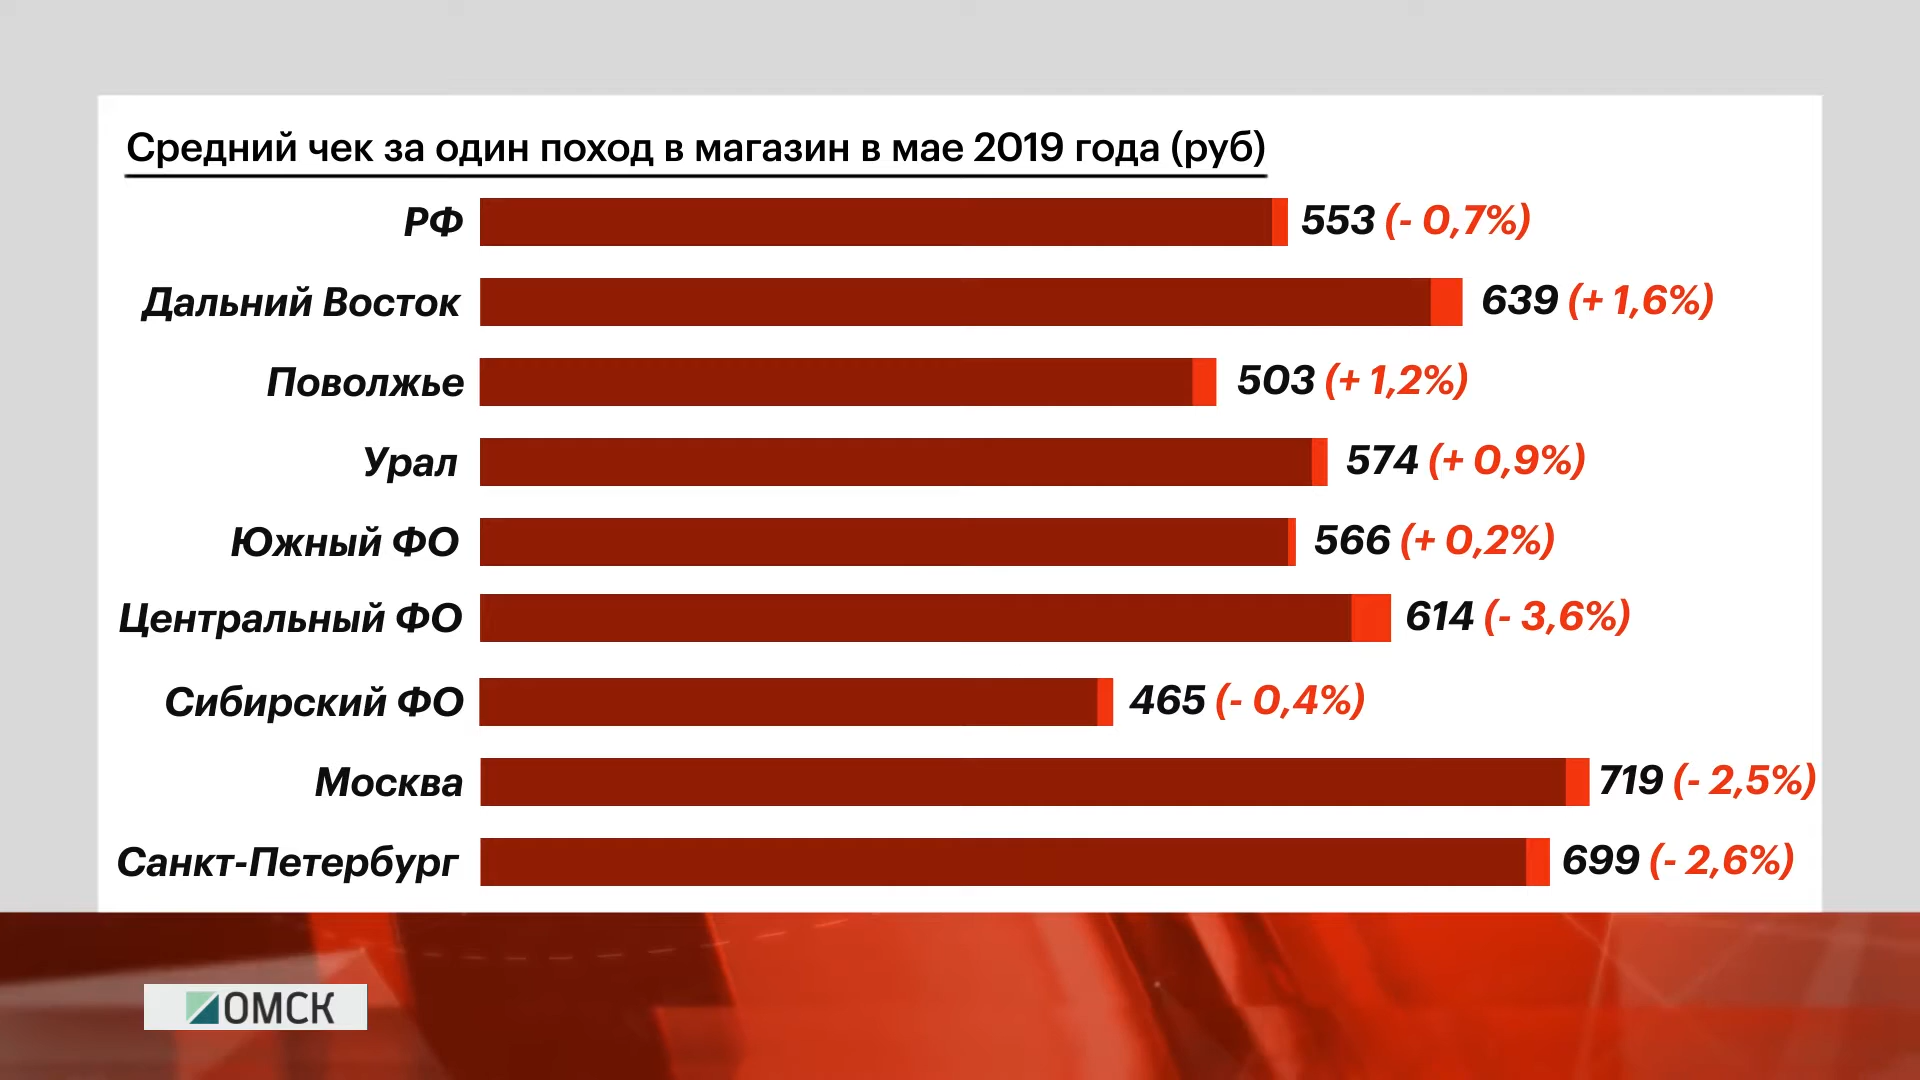 Средний чек за один поход в магазин в мае 2019 года (руб)
РФ 553 (- 0,7%)
Дальний Восток 639 (+ 1,6%)
Поволжье 503 (+ 1,2%)
Урал 574 (+ 0,9%)
Южный ФО 566 (+ 0,2%)
Центральный ФО 614 (- 3,6%)
Сибирский ФО 465 (- 0,4%)
Москва 719 (- 2,5%)
Санкт-Петербург 699 (- 2,6%)
ОМСК